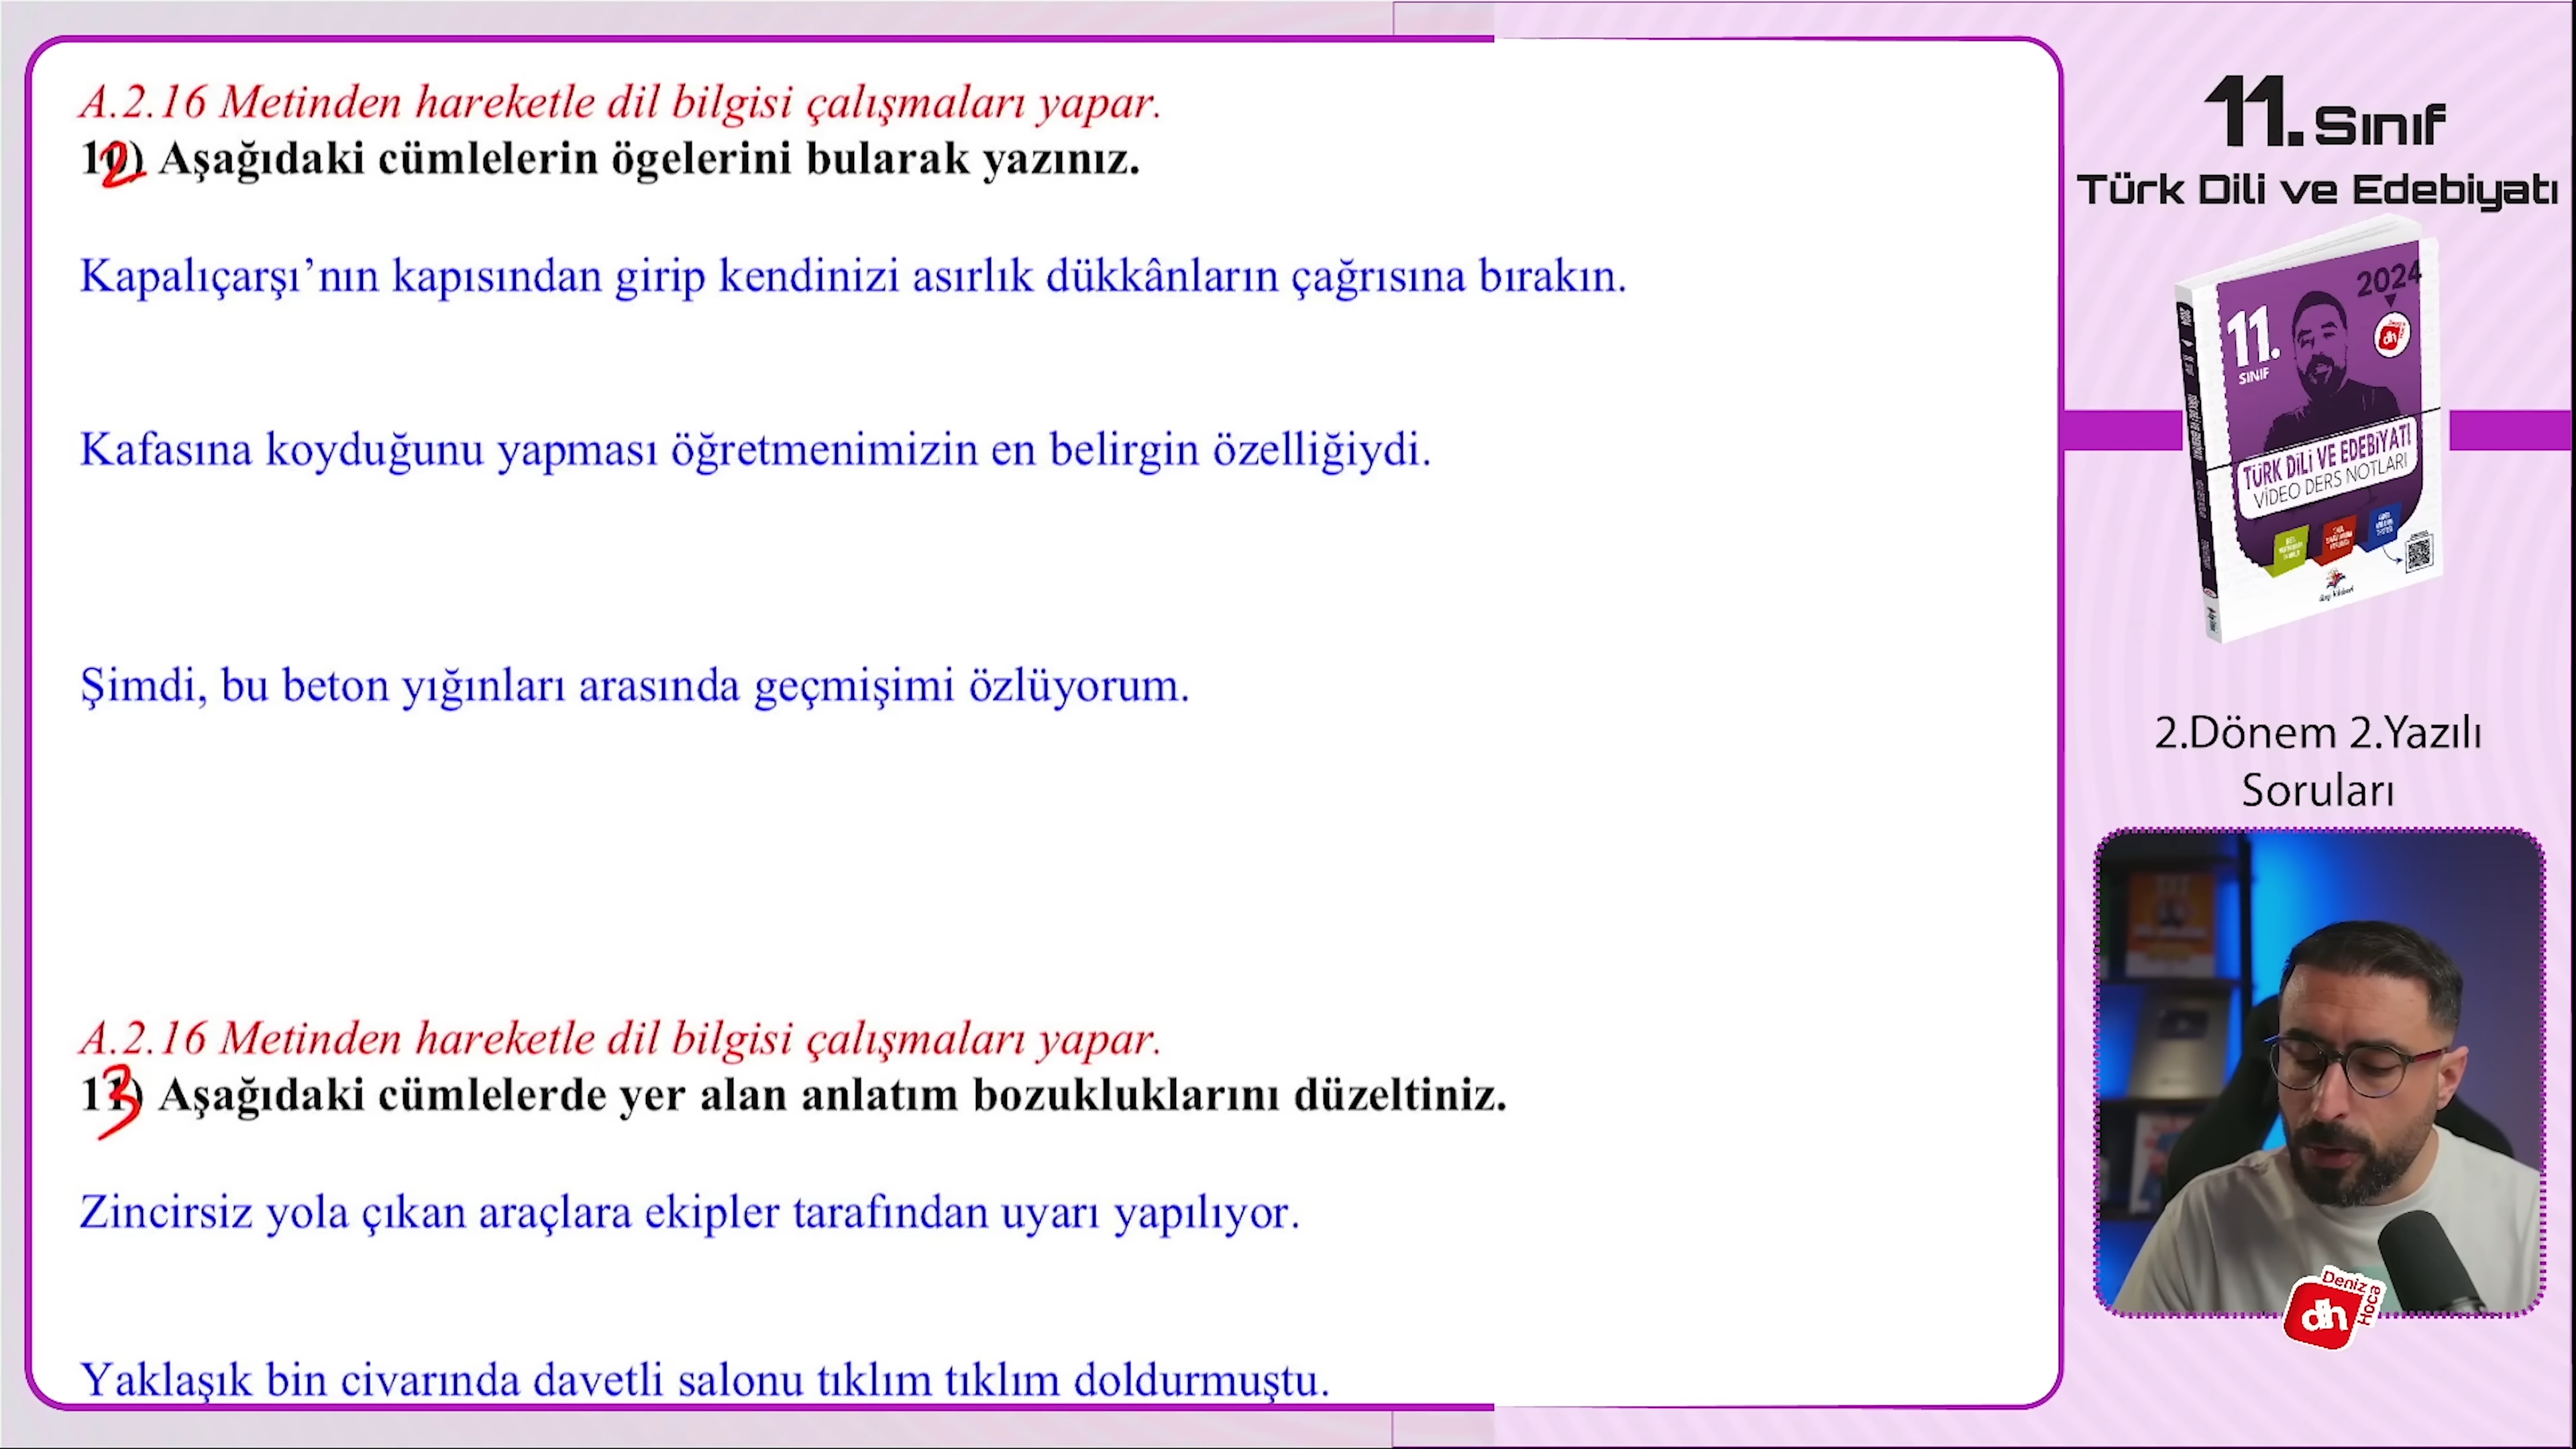 A.2.16 Metinden hareketle dil bilgisi çalışmaları yapar.
12) Aşağıdaki cümlelerin ögelerini bularak yazınız.
Kapalıçarşı’nın kapısından girip kendinizi asırlık dükkânların çağrısına bırakın.
Kafasına koyduğunu yapması öğretmenimizin en belirgin özelliğiydi.
Şimdi, bu beton yığınları arasında geçmişimi özlüyorum.
A.2.16 Metinden hareketle dil bilgisi çalışmaları yapar.
13) Aşağıdaki cümlelerde yer alan anlatım bozukluklarını düzeltiniz.
Zincirsiz yola çıkan araçlara ekipler tarafından uyarı yapılıyor.
Yaklaşık bin civarında davetli salonu tıklım tıklım doldurmuştu.
11. Sınıf
Türk Dili ve Edebiyatı
2024
11.
SINIF
TÜRK DİLİ VE EDEBİYATI
VİDEO DERS NOTLARI
2.Dönem 2.Yazılı
Soruları
Deniz
Hoca
dh